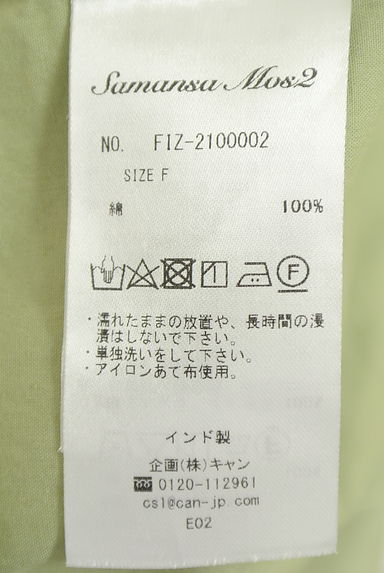 Samansa Mos2
NO. FIZ-2100002
SIZE F
綿 100%
F
・濡れたままの放置や、長時間の浸
漬はしないで下さい。
・単独洗いをして下さい。
・アイロンあて布使用。
インド製
企画(株)キャン
0120-112961
csl@can-jp.com
E02